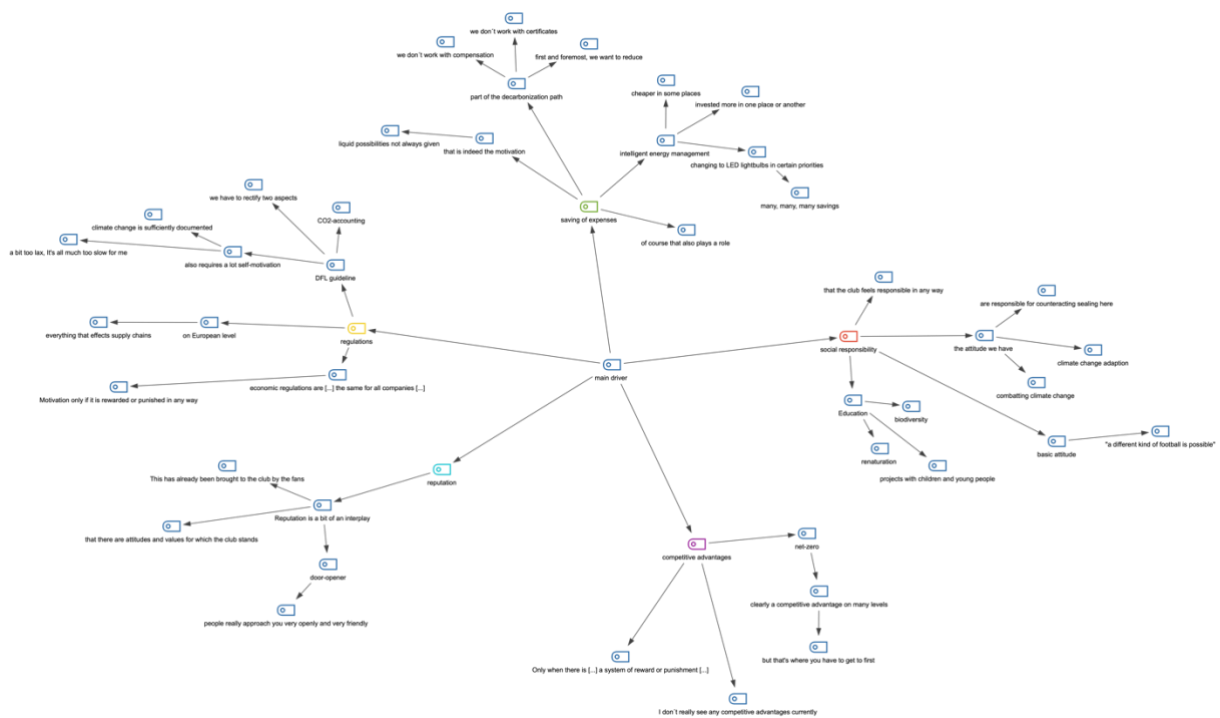 we don´t work with certificates
we don´t work with compensation
first and foremost, we want to reduce
part of the decarbonization path
cheaper in some places
invested more in one place or another
liquid possibilities not always given
that is indeed the motivation
intelligent energy management
changing to LED lightbulbs in certain priorities
many, many, many savings
saving of expenses
of course that also plays a role
we have to rectify two aspects
CO2-accounting
climate change is sufficiently documented
a bit too lax, It's all much too slow for me
also requires a lot self-motivation
DFL guideline
everything that effects supply chains
on European level
regulations
economic regulations are [...] the same for all companies [...]
Motivation only if it is rewarded or punished in any way
main driver
that the club feels responsible in any way
are responsible for counteracting sealing here
social responsibility
the attitude we have
climate change adaption
combatting climate change
Education
biodiversity
renaturation
projects with children and young people
basic attitude
"a different kind of football is possible"
reputation
This has already been brought to the club by the fans
Reputation is a bit of an interplay
that there are attitudes and values for which the club stands
door-opener
people really approach you very openly and very friendly
competitive advantages
net-zero
clearly a competitive advantage on many levels
but that's where you have to get to first
Only when there is [...] a system of reward or punishment [...]
I don´t really see any competitive advantages currently